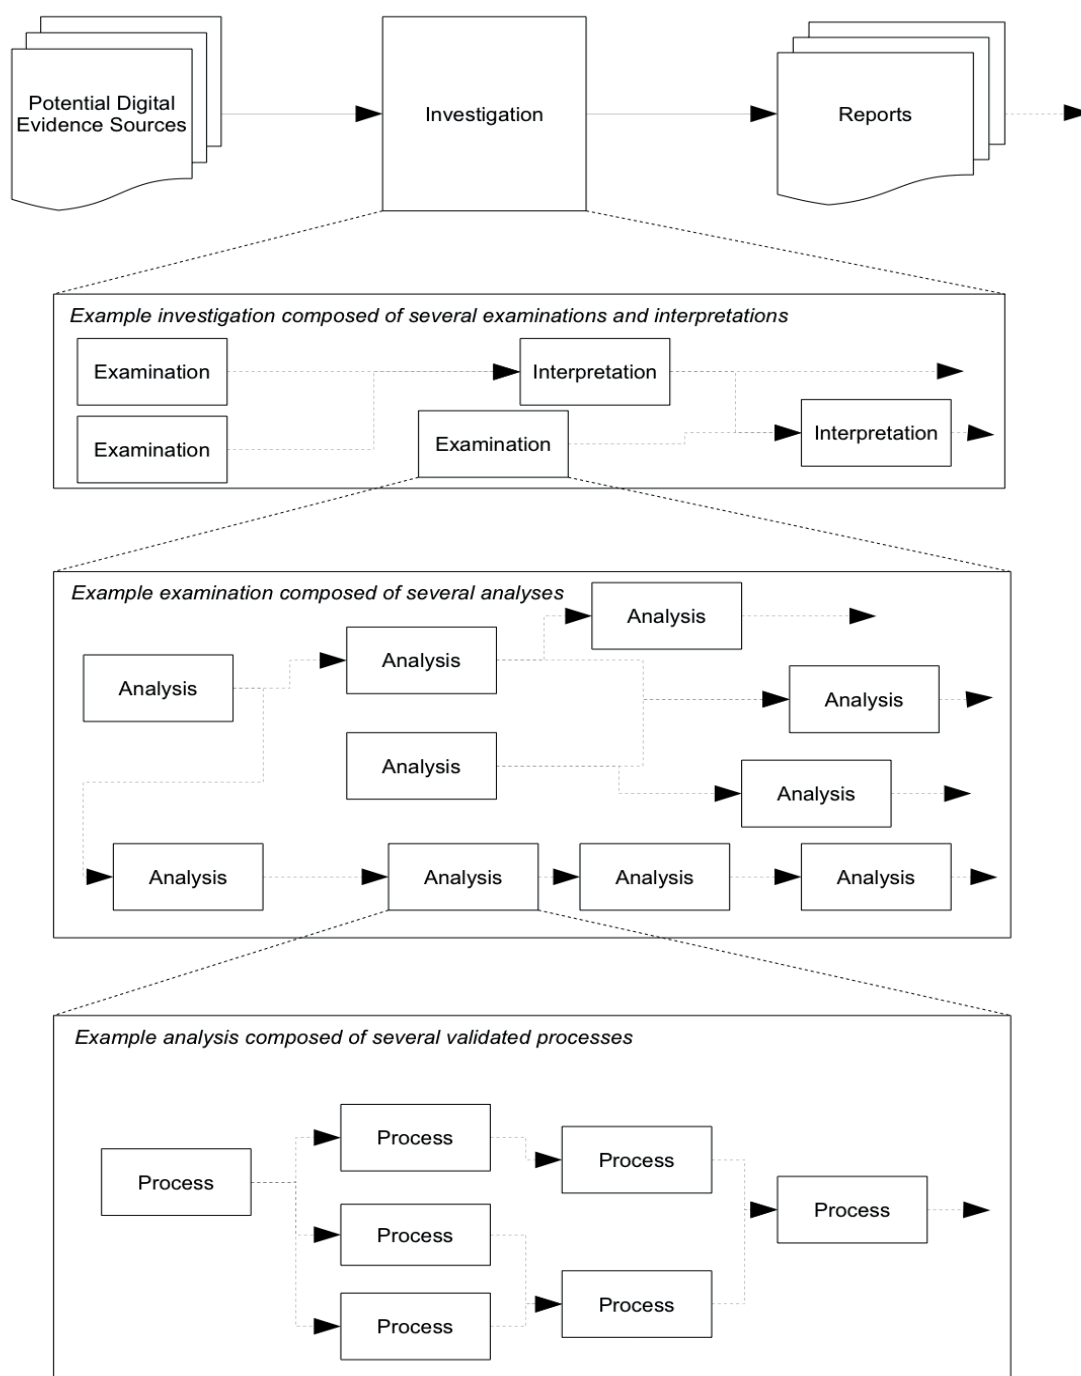 Potential Digital
Evidence Sources
Investigation
Reports
Example investigation composed of several examinations and interpretations
Examination
Interpretation
Examination
Examination
Interpretation
Example examination composed of several analyses
Analysis
Analysis
Analysis
Analysis
Analysis
Analysis
Analysis
Analysis
Analysis
Analysis
Example analysis composed of several validated processes
Process
Process
Process
Process
Process
Process
Process